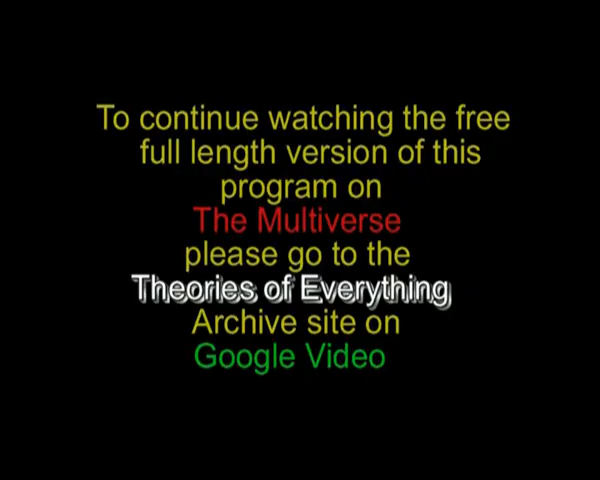 To continue watching the free
full length version of this
program on
The Multiverse
please go to the
Theories of Everything
Archive site on
Google Video